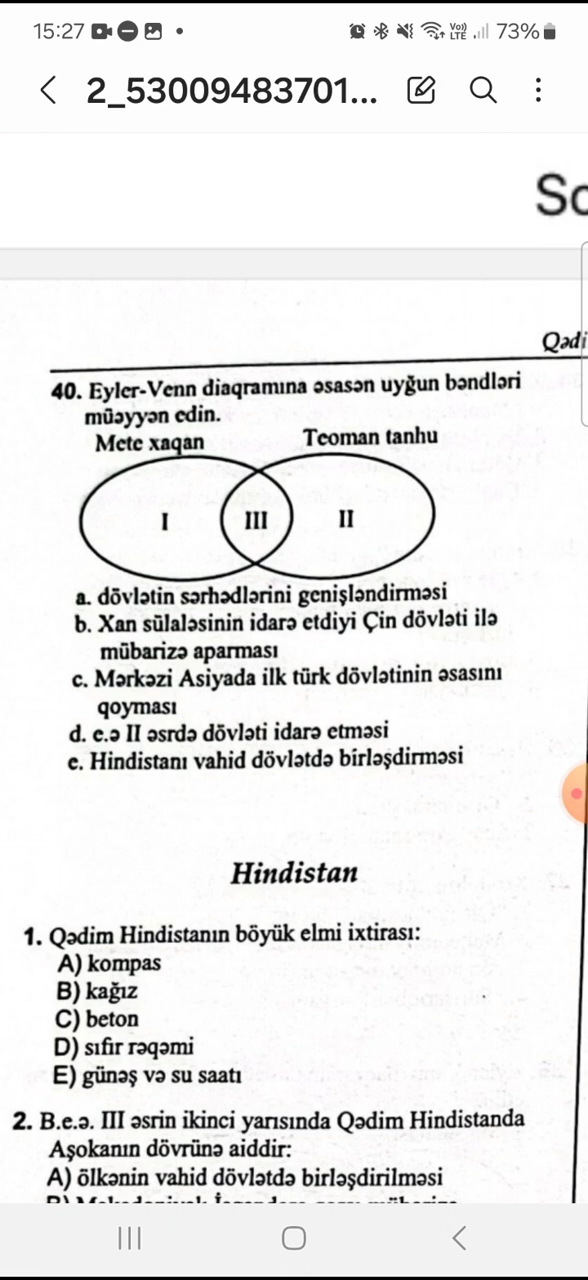 15:27
Vo))
LTE
73%
2_53009483701...
Sc
Qədi
40. Eyler-Venn diaqramına əsasən uyğun bəndləri
müəyyən edin.
Mete xaqan
Teoman tanhu
I
III
II
a. dövlətin sərhədlərini genişləndirməsi
b. Xan sülaləsinin idarə etdiyi Çin dövləti ilə
mübarizə aparması
c. Mərkəzi Asiyada ilk türk dövlətinin əsasını
qoyması
d. e.ə II əsrdə dövləti idarə etməsi
e. Hindistanı vahid dövlətdə birləşdirməsi
Hindistan
1. Qədim Hindistanın böyük elmi ixtirası:
A) kompas
B) kağız
C) beton
D) sıfır rəqəmi
E) günəş və su saatı
2. B.e.ə. III əsrin ikinci yarısında Qədim Hindistanda
Aşokanın dövrünə aiddir:
A) ölkənin vahid dövlətdə birləşdirilməsi